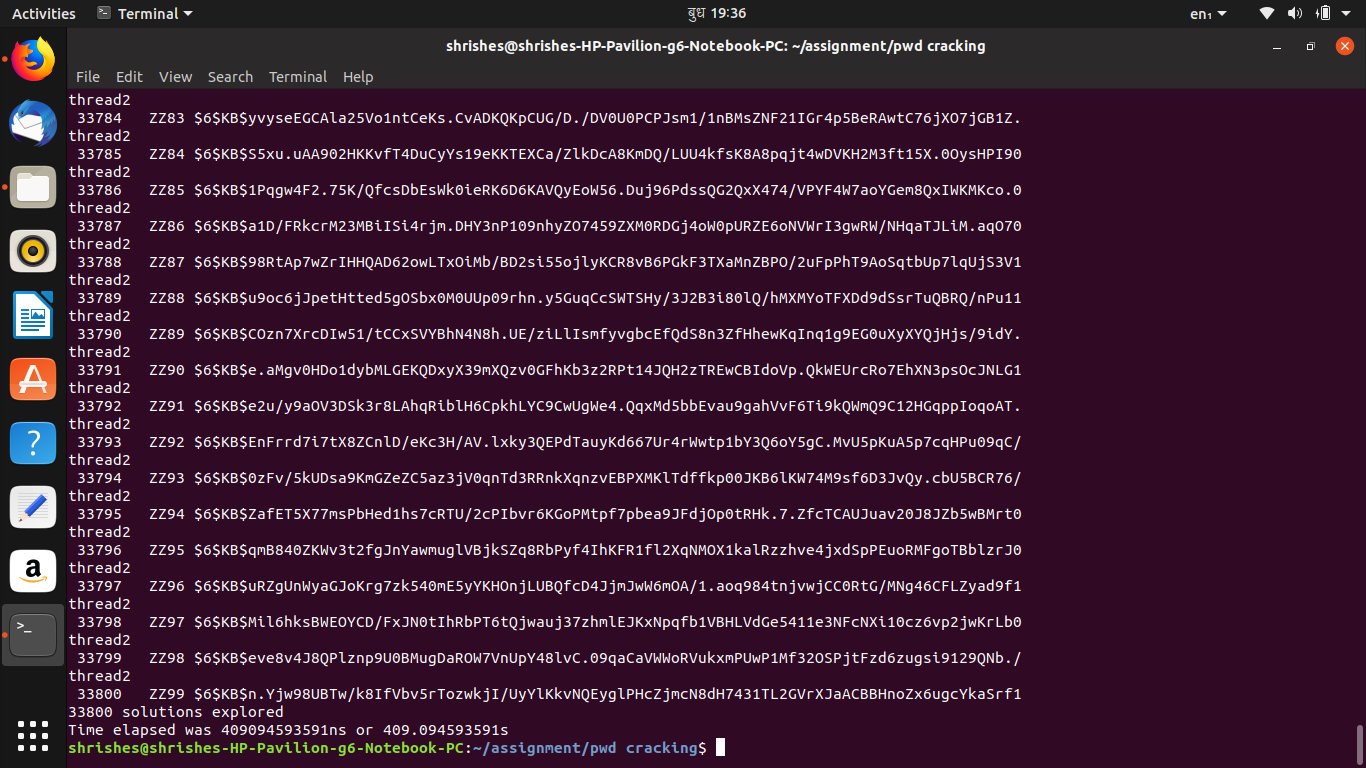 Activities Terminal बुध 19:36 en₁
shrishes@shrishes-HP-Pavilion-g6-Notebook-PC: ~/assignment/pwd cracking
File Edit View Search Terminal Help
thread2
33784 ZZ83 $6$KB$yvyseEGCAla25Vo1ntCeKs.CvADKQKpCUG/D./DV0U0PCPJsm1/1nBMsZNF21IGr4p5BeRAwtC76jXO7jGB1Z.
thread2
33785 ZZ84 $6$KB$S5xu.uAA902HKKvfT4DuCyYs19eKKTEXCa/ZlkDcA8KmDQ/LUU4kfsK8A8pqjt4wDVKH2M3ft15X.0OysHPI90
thread2
33786 ZZ85 $6$KB$1Pqgw4F2.75K/QfcsDbEsWk0ieRK6D6KAVQyEoW56.Duj96PdssQG2QxX474/VPYF4W7aoYGem8QxIWKMKco.0
thread2
33787 ZZ86 $6$KB$a1D/FRkcrM23MBiISi4rjm.DHY3nP109nhyZO7459ZXM0RDGj4oW0pURZE6oNVWrI3gwRW/NHqaTJLiM.aqO70
thread2
33788 ZZ87 $6$KB$98RtAp7wZrIHHQAD62owLTxOiMb/BD2si55ojlyKCR8vB6PGkF3TXaMnZBPO/2uFpPhT9AoSqtbUp7lqUjS3V1
thread2
33789 ZZ88 $6$KB$u9oc6jJpetHtted5gOSbx0M0UUp09rhn.y5GuqCcSWTSHy/3J2B3i80lQ/hMXMYoTFXDd9dSsrTuQBRQ/nPu11
thread2
33790 ZZ89 $6$KB$COzn7XrcDIw51/tCCxSVYBhN4N8h.UE/ziLlIsmfyvgbcEfQdS8n3ZfHhewKqInq1g9EG0uXyXYQjHjs/9idY.
thread2
33791 ZZ90 $6$KB$e.aMgv0HDo1dybMLGEKQDxyX39mXQzv0GFhKb3z2RPt14JQH2zTREwCBIdoVp.QkWEUrcRo7EhXN3psOcJNLG1
thread2
33792 ZZ91 $6$KB$e2u/y9aOV3DSk3r8LAhqRiblH6CpkhLYC9CwUgWe4.QqxMd5bbEvau9gahVvF6Ti9kQWmQ9C12HGqppIoqoAT.
thread2
33793 ZZ92 $6$KB$EnFrrd7i7tX8ZCnlD/eKc3H/AV.lxky3QEPdTauyKd667Ur4rWwtp1bY3Q6oY5gC.MvU5pKuA5p7cqHPu09qC/
thread2
33794 ZZ93 $6$KB$0zFv/5kUDsa9KmGZeZC5az3jV0qnTd3RRnkXqnzvEBPXMKlTdffkp00JKB6lKW74M9sf6D3JvQy.cbU5BCR76/
thread2
33795 ZZ94 $6$KB$ZafET5X77msPbHed1hs7cRTU/2cPIbvr6KGoPMtpf7pbea9JFdjOp0tRHk.7.ZfcTCAUJuav20J8JZb5wBMrt0
thread2
33796 ZZ95 $6$KB$qmB840ZKWv3t2fgJnYawmuglVBjkSZq8RbPyf4IhKFR1fl2XqNMOX1kalRzzhve4jxdSpPEuoRMFgoTBblzrJ0
thread2
33797 ZZ96 $6$KB$uRZgUnWyaGJoKrg7zk540mE5yYKHOnjLUBQfcD4JjmJwW6mOA/1.aoq984tnjvwjCC0RtG/MNg46CFLZyad9f1
thread2
33798 ZZ97 $6$KB$Mil6hksBWEOYCD/FxJN0tIhRbPT6tQjwauj37zhmlEJKxNpqfb1VBHLVdGe5411e3NFcNXi10cz6vp2jwKrLb0
thread2
33799 ZZ98 $6$KB$eve8v4J8QPlznp9U0BMugDaROW7VnUpY48lvC.09qaCaVWWoRVukxmPUwP1Mf32OSPjtFzd6zugsi9129QNb./
thread2
33800 ZZ99 $6$KB$n.Yjw98UBTw/k8IfVbv5rTozwkjI/UyYlKkvNQEyglPHcZjmcN8dH7431TL2GVrXJaACBBHnoZx6ugcYkaSrf1
33800 solutions explored
Time elapsed was 409094593591ns or 409.094593591s
shrishes@shrishes-HP-Pavilion-g6-Notebook-PC:~/assignment/pwd cracking$